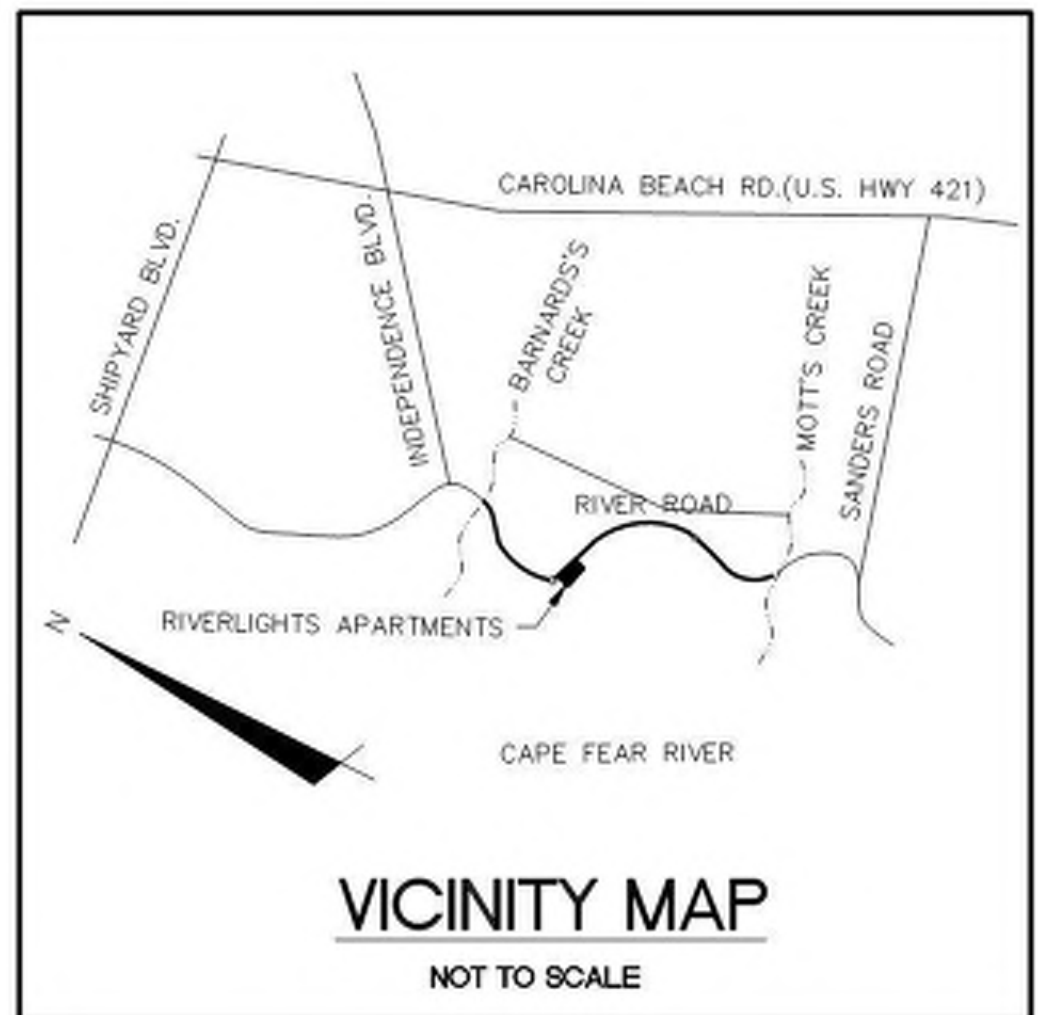 CAROLINA BEACH RD.(U.S. HWY 421)
SHIPYARD BLVD.
INDEPENDENCE BLVD.
BARNARDS'S
CREEK
MOTT'S CREEK
SANDERS ROAD
RIVER ROAD
RIVERLIGHTS APARTMENTS
N
CAPE FEAR RIVER
VICINITY MAP
NOT TO SCALE